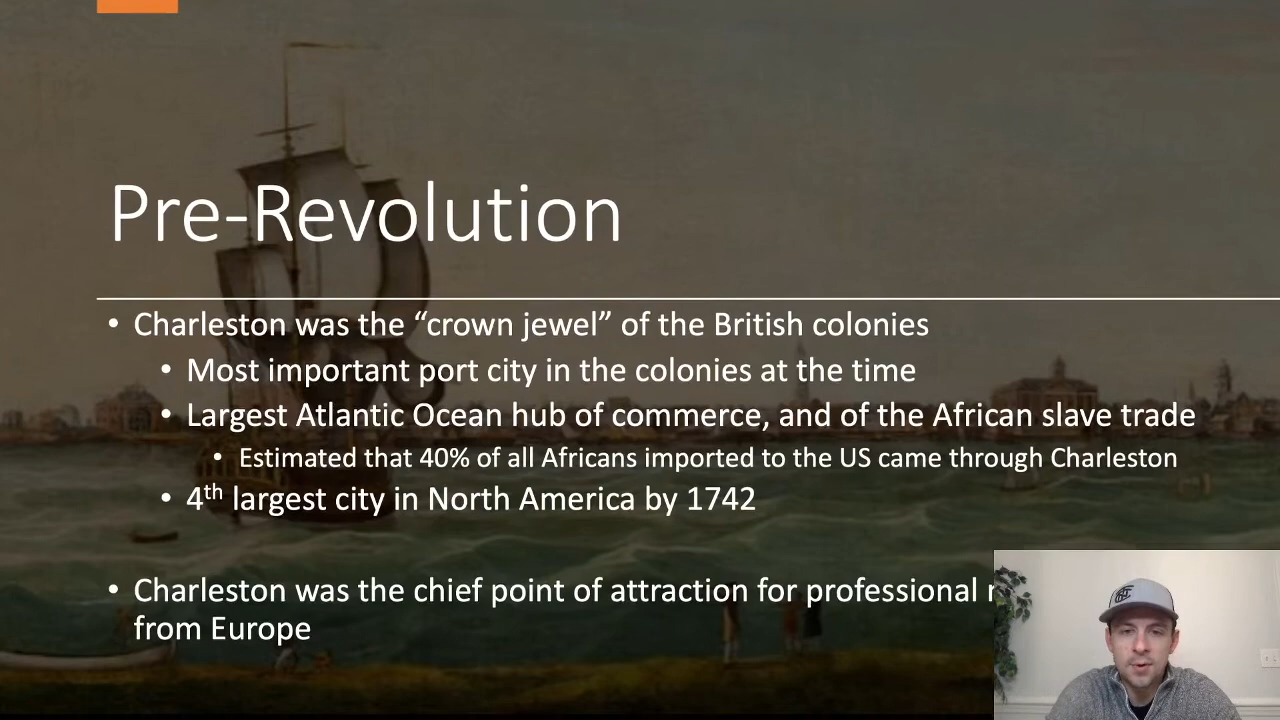 Pre-Revolution
• Charleston was the “crown jewel” of the British colonies
• Most important port city in the colonies at the time
• Largest Atlantic Ocean hub of commerce, and of the African slave trade
• Estimated that 40% of all Africans imported to the US came through Charleston
• 4th largest city in North America by 1742
• Charleston was the chief point of attraction for professional
from Europe